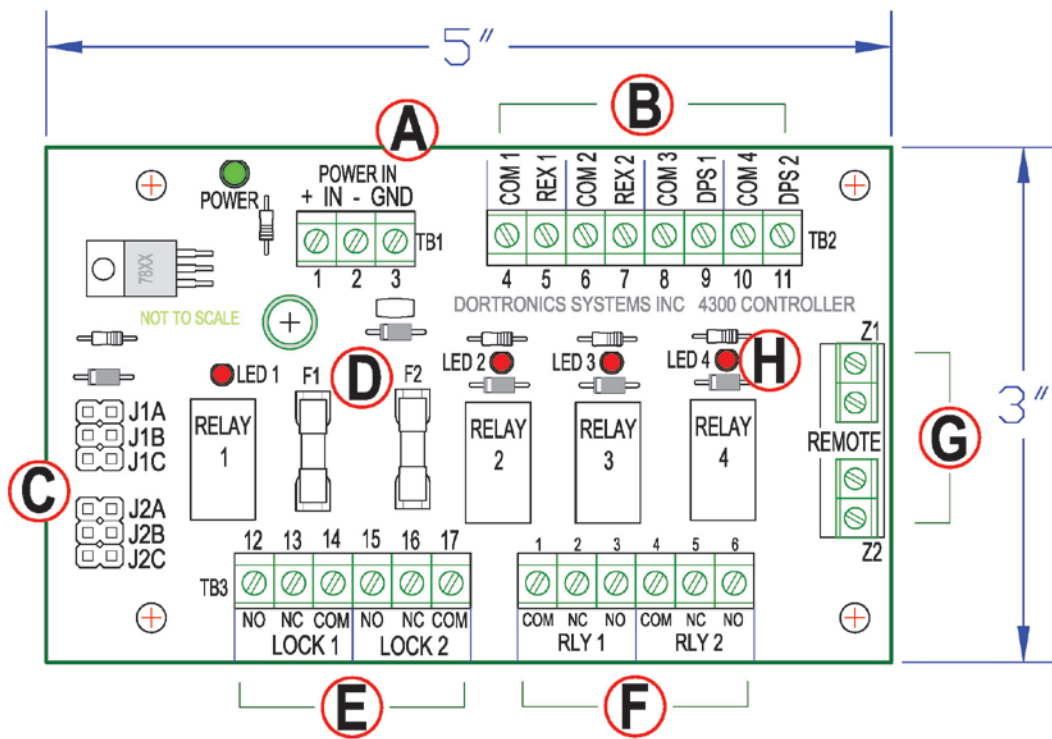 5"
A
B
POWER
POWER IN
+ IN - GND
TB1
1 2 3
COM 1 REX 1 COM 2 REX 2 COM 3 DPS 1 COM 4 DPS 2
TB2
4 5 6 7 8 9 10 11
78XX
NOT TO SCALE
DORTRONICS SYSTEMS INC 4300 CONTROLLER
3"
LED 1
F1
D
F2
LED 2
LED 3
LED 4
H
Z1
J1A
J1B
J1C
C
J2A
J2B
J2C
RELAY 1
RELAY 2
RELAY 3
RELAY 4
REMOTE
G
Z2
12 13 14 15 16 17
TB3
NO NC COM NO NC COM
LOCK 1 LOCK 2
1 2 3 4 5 6
COM NC NO COM NC NO
RLY 1 RLY 2
E
F